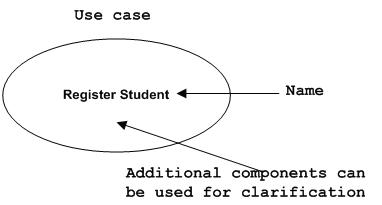 Use case
Register Student
Name
Additional components can
be used for clarification